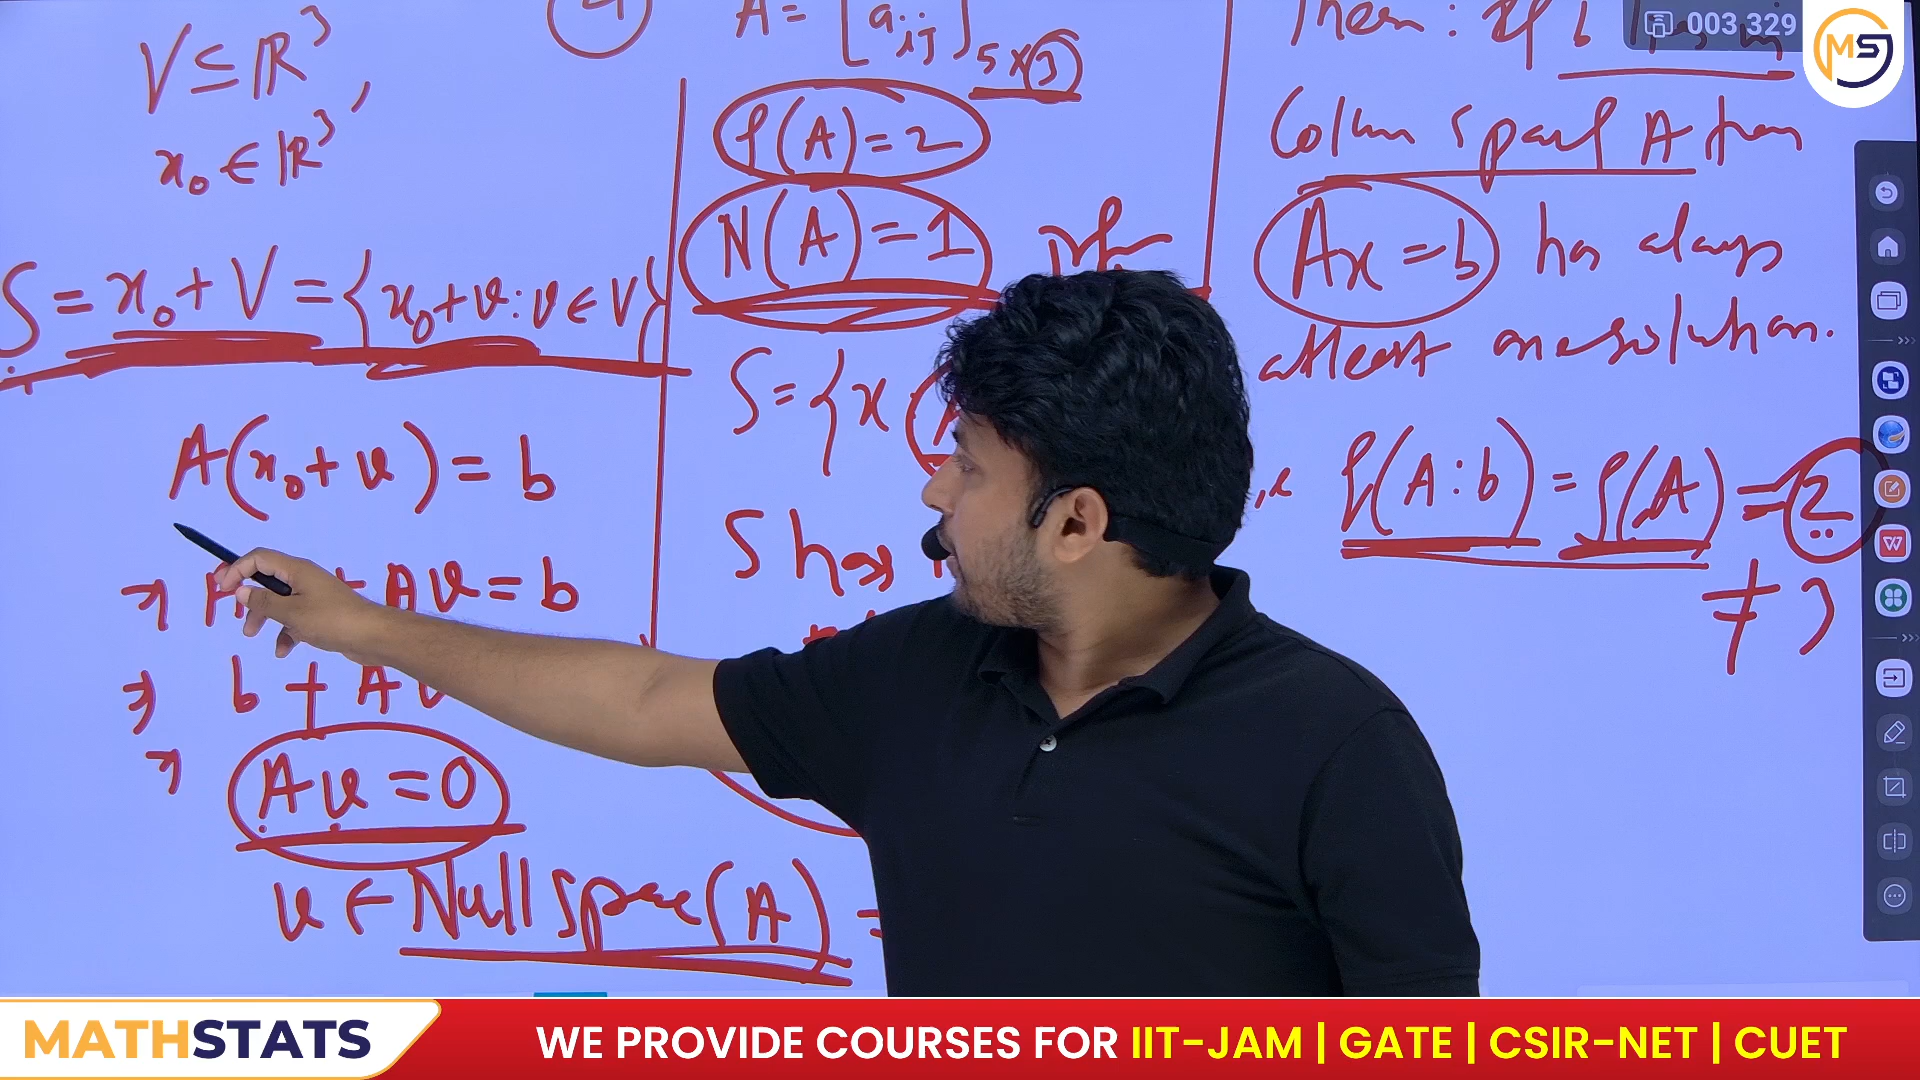 V ⊆ ℝ³,
x₀ ∈ ℝ³
S = x₀ + V = {x₀ + v : v ∈ V}
A(x₀ + v) = b
⇒ A + Av = b
⇒ b + Av
⇒ Av = 0
v ∈ Null space (A) =
4
A = [aᵢⱼ]₅ₓ₃
ρ(A) = 2
N(A) = 1
S = { x
S has
Then : If b
Column space A then
Ax = b has always
atleast one solution.
i.e ρ(A : b) = ρ(A) = 2
≠ 3
003 329
MS
MATHSTATS
WE PROVIDE COURSES FOR IIT-JAM | GATE | CSIR-NET | CUET